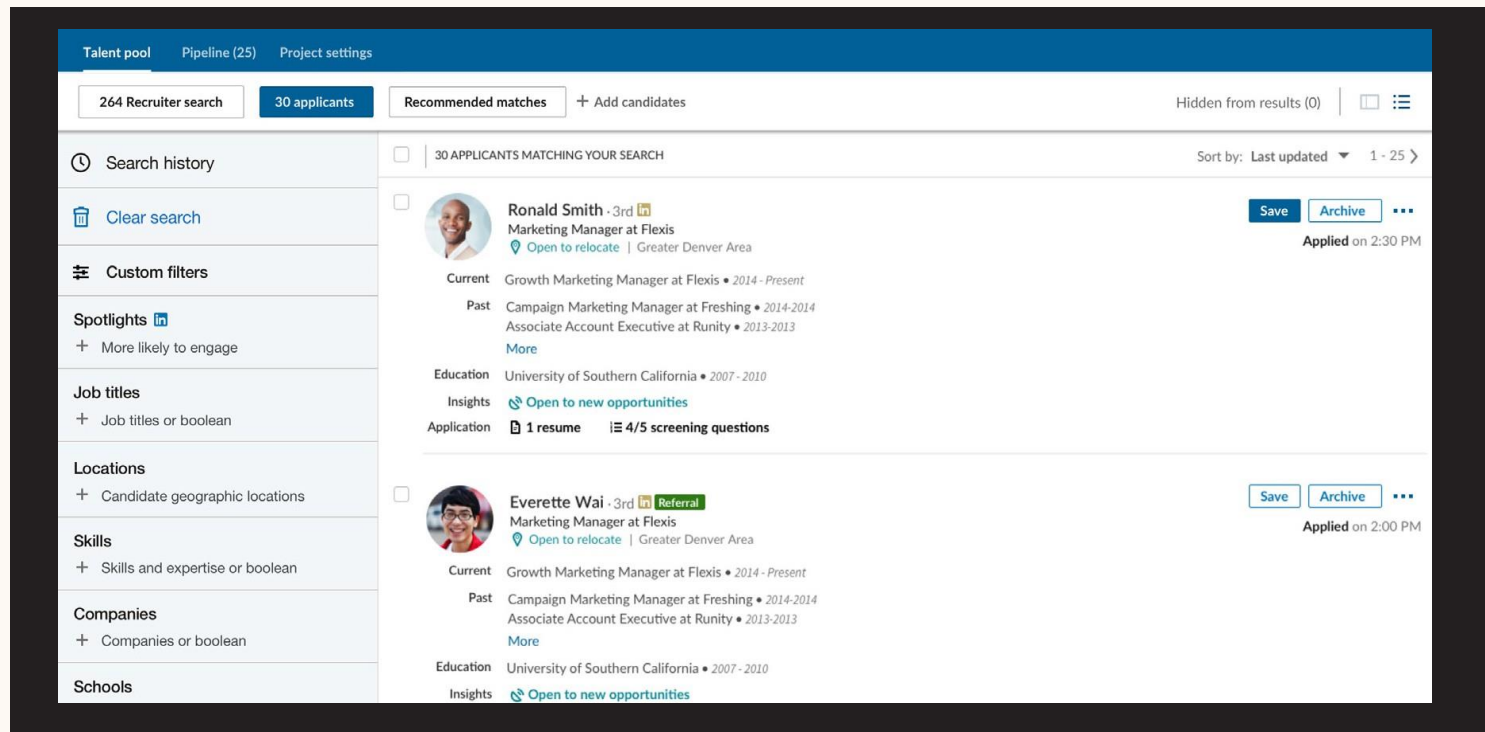 Talent pool Pipeline (25) Project settings
264 Recruiter search 30 applicants Recommended matches + Add candidates Hidden from results (0)
Search history
Clear search
Custom filters
Spotlights in
+ More likely to engage
Job titles
+ Job titles or boolean
Locations
+ Candidate geographic locations
Skills
+ Skills and expertise or boolean
Companies
+ Companies or boolean
Schools
30 APPLICANTS MATCHING YOUR SEARCH Sort by: Last updated 1 - 25
Ronald Smith · 3rd in Save Archive
Marketing Manager at Flexis
Open to relocate | Greater Denver Area Applied on 2:30 PM
Current Growth Marketing Manager at Flexis • 2014 - Present
Past Campaign Marketing Manager at Freshing • 2014-2014
Associate Account Executive at Runity • 2013-2013
More
Education University of Southern California • 2007 - 2010
Insights Open to new opportunities
Application 1 resume 4/5 screening questions
Everette Wai · 3rd in Referral Save Archive
Marketing Manager at Flexis
Open to relocate | Greater Denver Area Applied on 2:00 PM
Current Growth Marketing Manager at Flexis • 2014 - Present
Past Campaign Marketing Manager at Freshing • 2014-2014
Associate Account Executive at Runity • 2013-2013
More
Education University of Southern California • 2007 - 2010
Insights Open to new opportunities